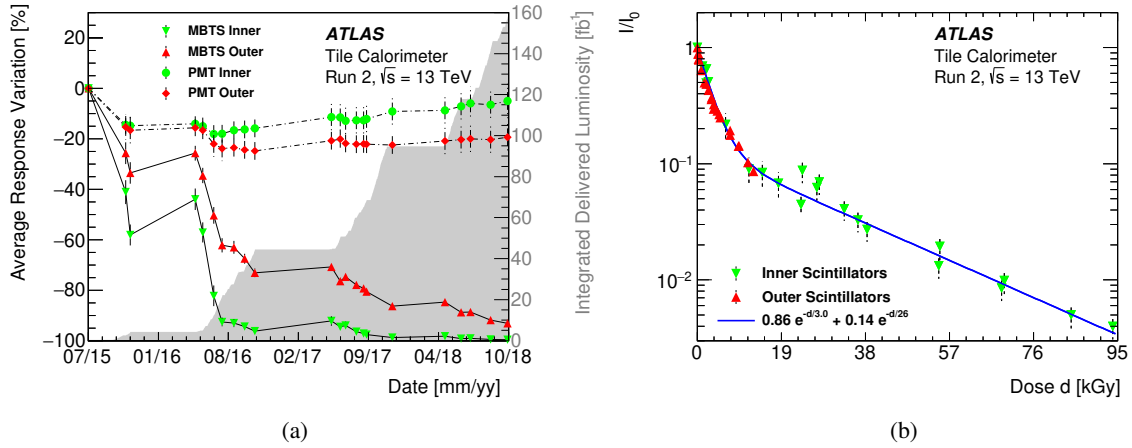 Average Response Variation [%]
20
0
−20
−40
−60
−80
−100
MBTS Inner
MBTS Outer
PMT Inner
PMT Outer
ATLAS
Tile Calorimeter
Run 2, √s = 13 TeV
160
140
120
100
80
60
40
20
0
Integrated Delivered Luminosity [fb⁻¹]
07/15 01/16 08/16 02/17 09/17 04/18 10/18
Date [mm/yy]
(a)
I/I₀
1
10⁻¹
10⁻²
ATLAS
Tile Calorimeter
Run 2, √s = 13 TeV
Inner Scintillators
Outer Scintillators
0.86 e^-d/3.0 + 0.14 e^-d/26
0 19 38 57 76 95
Dose d [kGy]
(b)